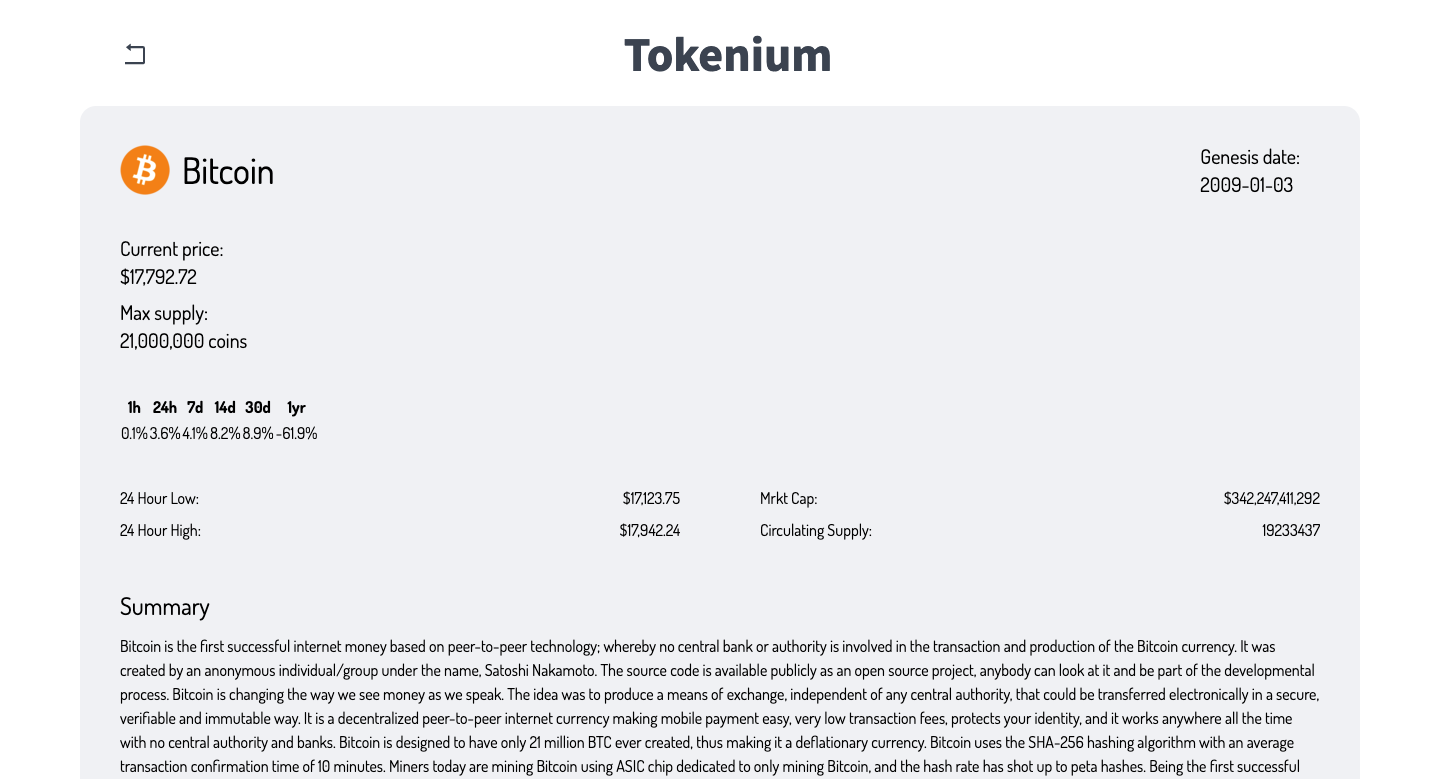 Tokenium
Bitcoin
Genesis date:
2009-01-03
Current price:
$17,792.72
Max supply:
21,000,000 coins
1h 24h 7d 14d 30d 1yr
0.1% 3.6% 4.1% 8.2% 8.9% -61.9%
24 Hour Low: $17,123.75 Mrkt Cap: $342,247,411,292
24 Hour High: $17,942.24 Circulating Supply: 19233437
Summary
Bitcoin is the first successful internet money based on peer-to-peer technology; whereby no central bank or authority is involved in the transaction and production of the Bitcoin currency. It was
created by an anonymous individual/group under the name, Satoshi Nakamoto. The source code is available publicly as an open source project, anybody can look at it and be part of the developmental
process. Bitcoin is changing the way we see money as we speak. The idea was to produce a means of exchange, independent of any central authority, that could be transferred electronically in a secure,
verifiable and immutable way. It is a decentralized peer-to-peer internet currency making mobile payment easy, very low transaction fees, protects your identity, and it works anywhere all the time
with no central authority and banks. Bitcoin is designed to have only 21 million BTC ever created, thus making it a deflationary currency. Bitcoin uses the SHA-256 hashing algorithm with an average
transaction confirmation time of 10 minutes. Miners today are mining Bitcoin using ASIC chip dedicated to only mining Bitcoin, and the hash rate has shot up to peta hashes. Being the first successful